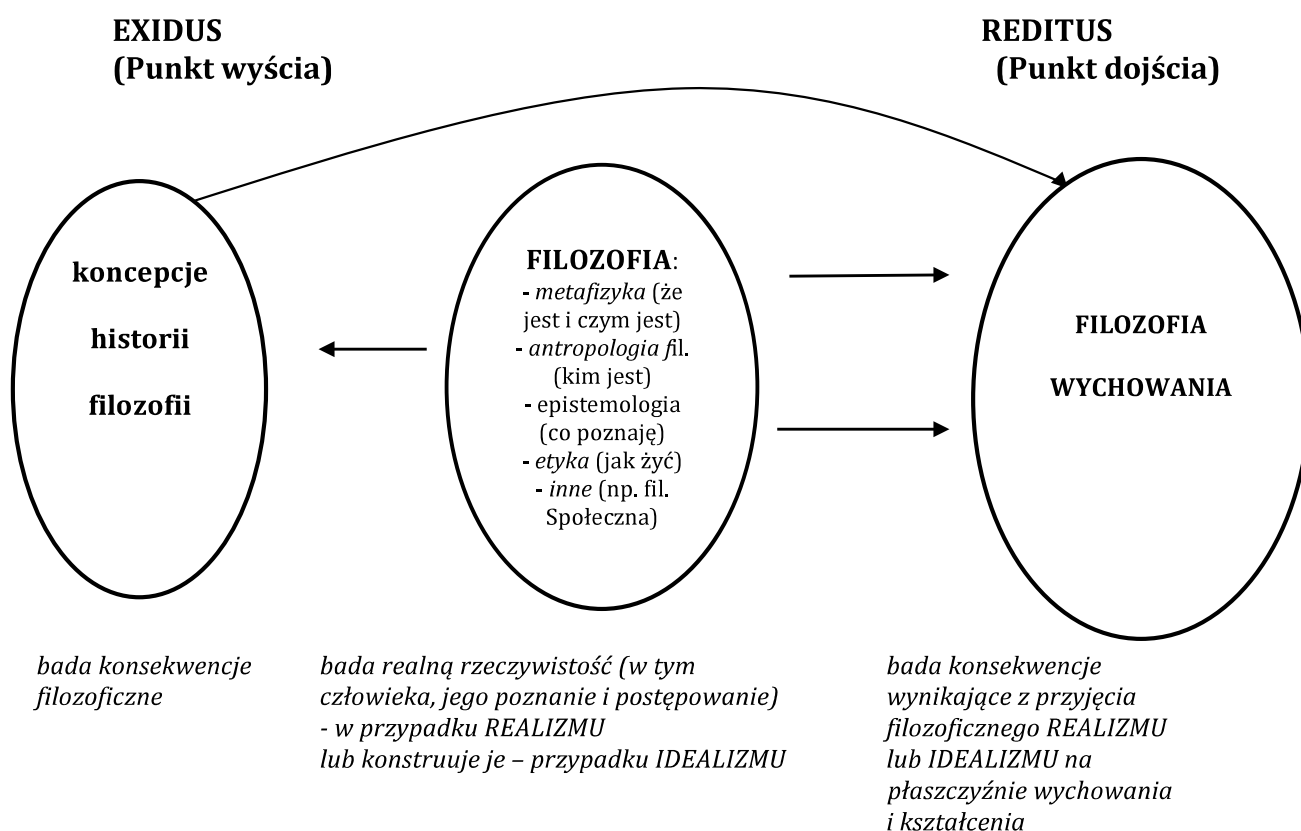 EXIDUS
(Punkt wyścia)
REDITUS
(Punkt dojścia)
koncepcje
historii
filozofii
FILOZOFIA:
- metafizyka (że
jest i czym jest)
- antropologia fil.
(kim jest)
- epistemologia
(co poznaję)
- etyka (jak żyć)
- inne (np. fil.
Społeczna)
FILOZOFIA
WYCHOWANIA
bada konsekwencje
filozoficzne
bada realną rzeczywistość (w tym
człowieka, jego poznanie i postępowanie)
- w przypadku REALIZMU
lub konstruuje je – przypadku IDEALIZMU
bada konsekwencje
wynikające z przyjęcia
filozoficznego REALIZMU
lub IDEALIZMU na
płaszczyźnie wychowania
i kształcenia